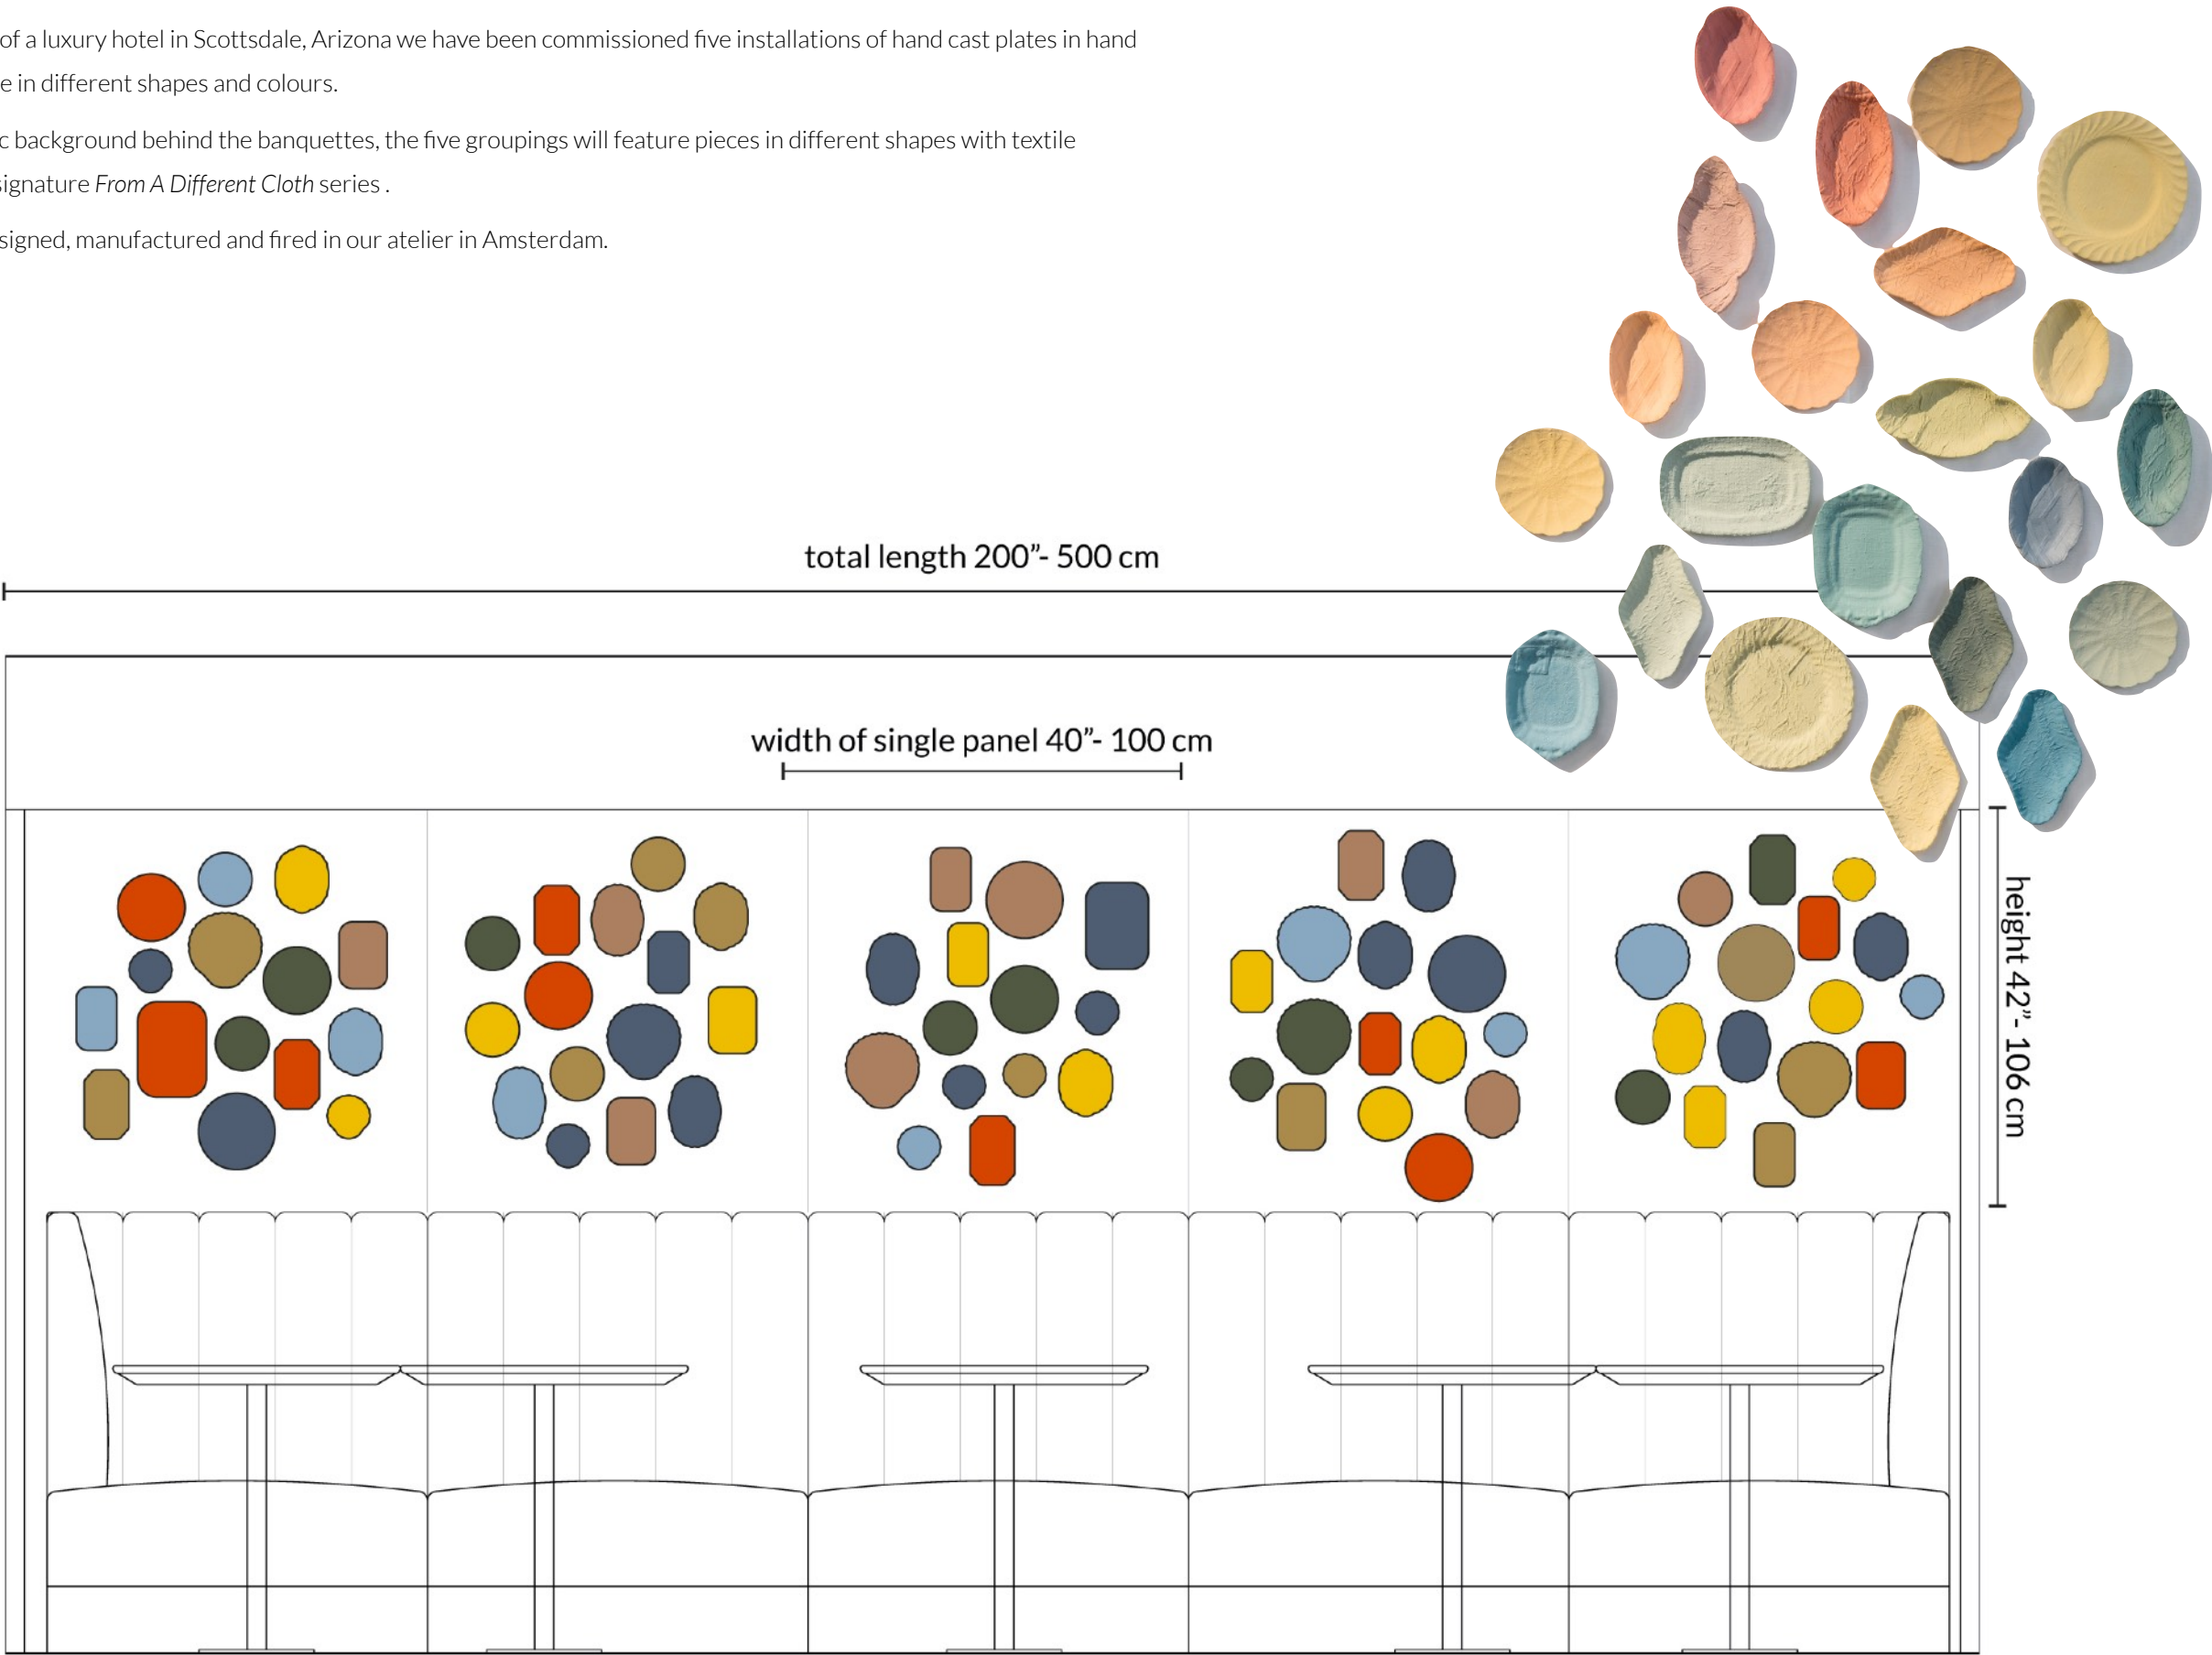 of a luxury hotel in Scottsdale, Arizona we have been commissioned five installations of hand cast plates in hand
e in different shapes and colours.
c background behind the banquettes, the five groupings will feature pieces in different shapes with textile
signature From A Different Cloth series .
signed, manufactured and fired in our atelier in Amsterdam.
total length 200”- 500 cm
width of single panel 40”- 100 cm
height 42”- 106 cm